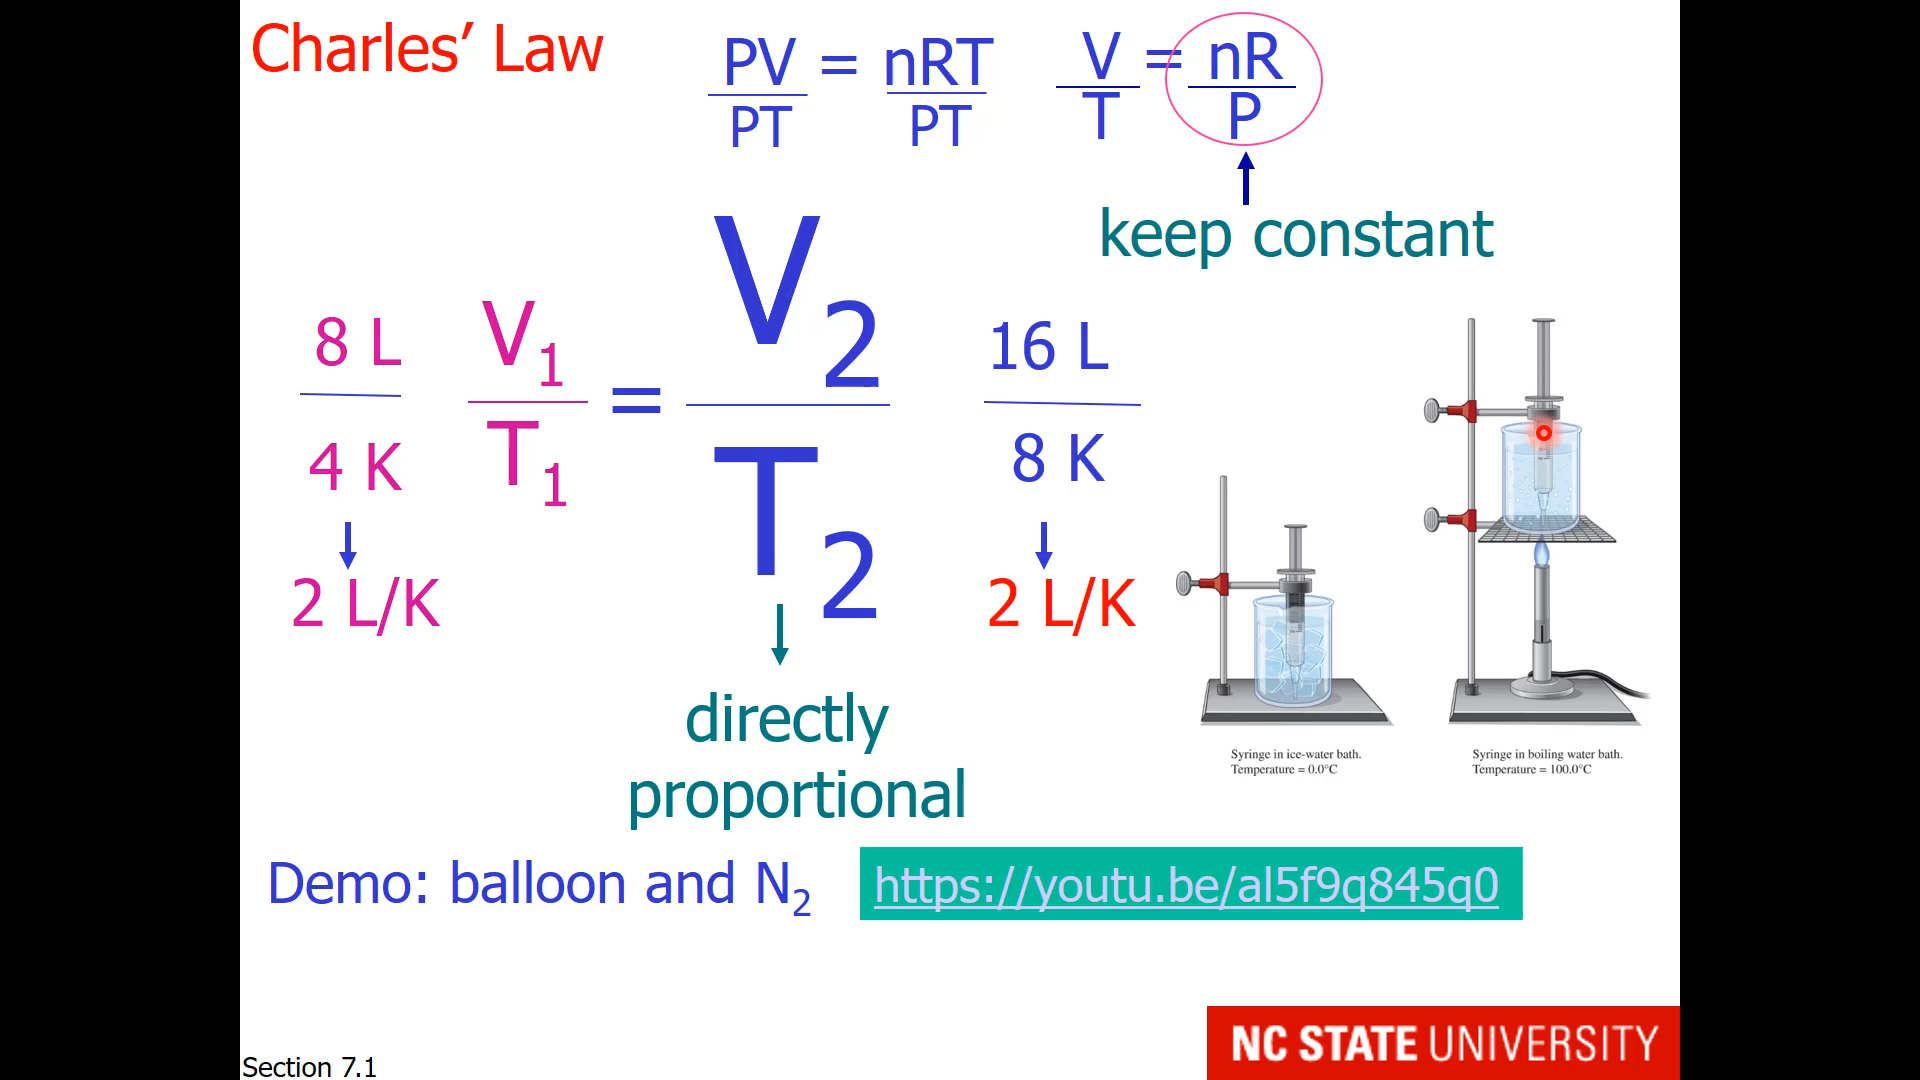 Charles’ Law
PV = nRT
PT PT
V = nR
T P
keep constant
8 L
4 K
2 L/K
V₁ = V₂
T₁ T₂
16 L
8 K
2 L/K
directly
proportional
Syringe in ice-water bath.
Temperature = 0.0°C
Syringe in boiling water bath.
Temperature = 100.0°C
Demo: balloon and N₂
https://youtu.be/al5f9q845q0
NC STATE UNIVERSITY
Section 7.1